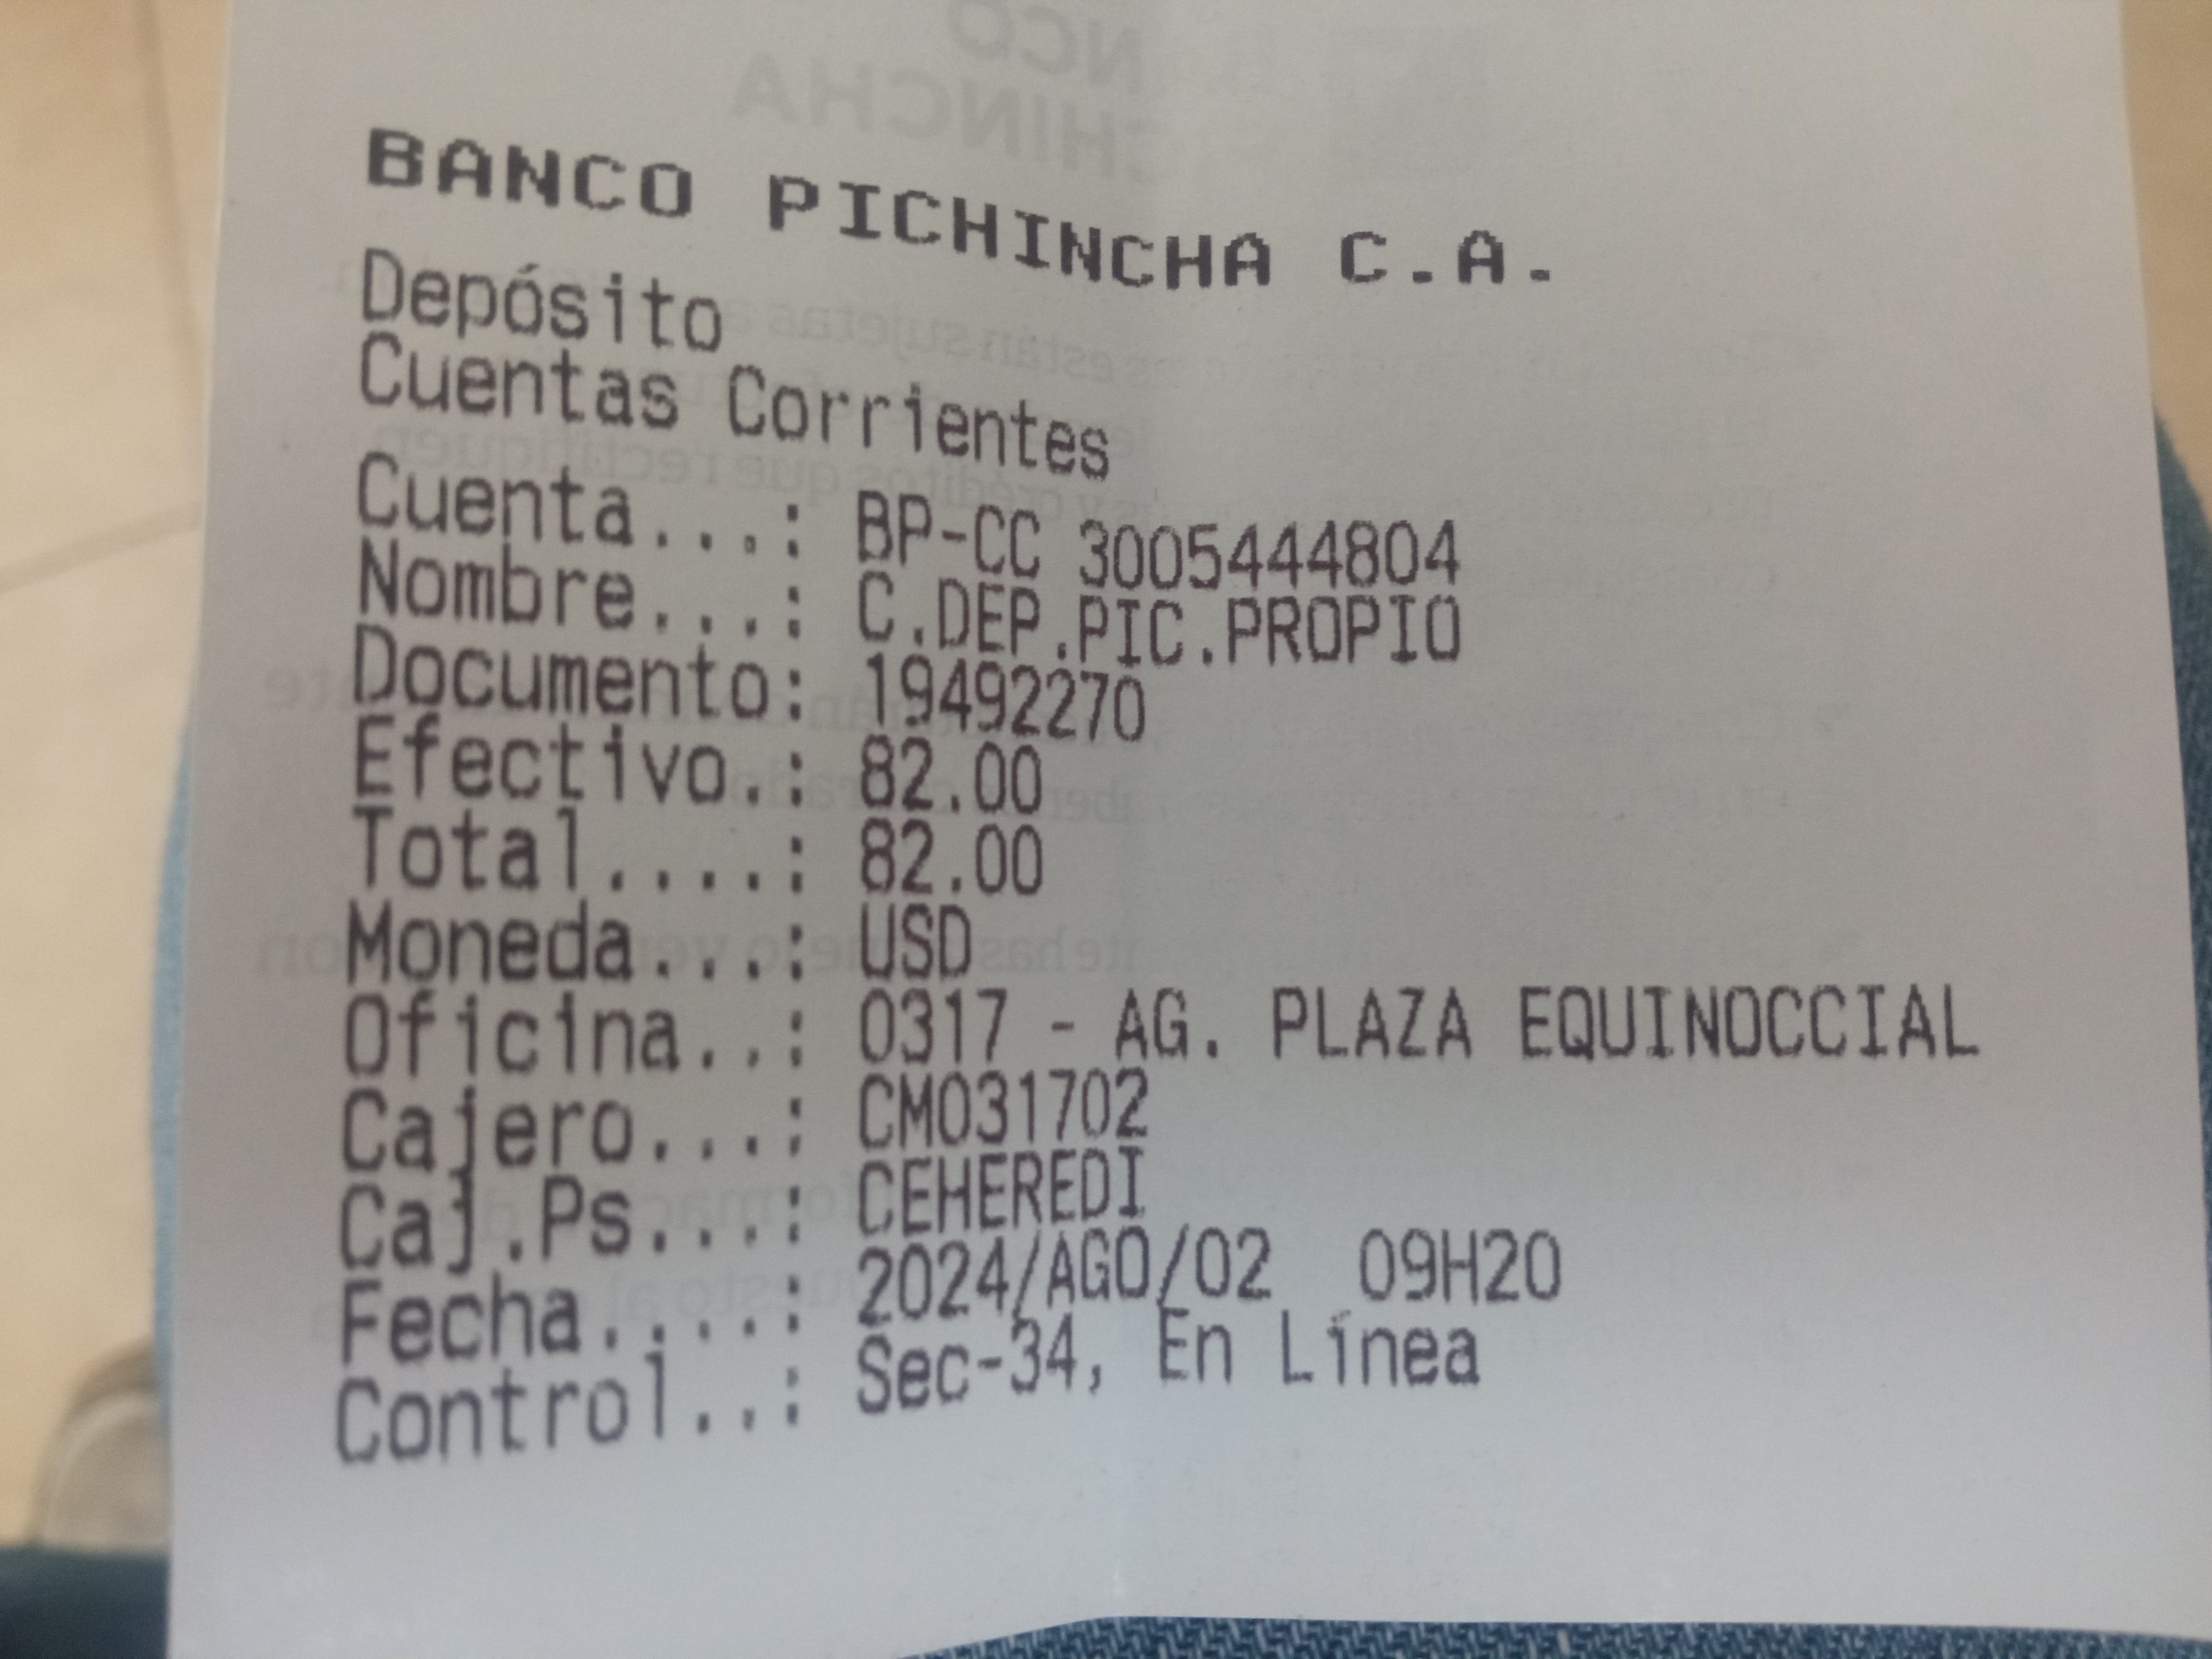 BANCO PICHINCHA C.A.
Depósito
Cuentas Corrientes
Cuenta...: BP-CC 3005444804
Nombre...: C.DEP.PIC.PROPIO
Documento: 19492270
Efectivo.: 82.00
Total....: 82.00
Moneda...: USD
Oficina..: 0317 - AG. PLAZA EQUINOCCIAL
Cajero...: CM031702
Caj.Ps...: CEHEREDI
Fecha....: 2024/AGO/02 09H20
Control..: Sec-34, En Línea